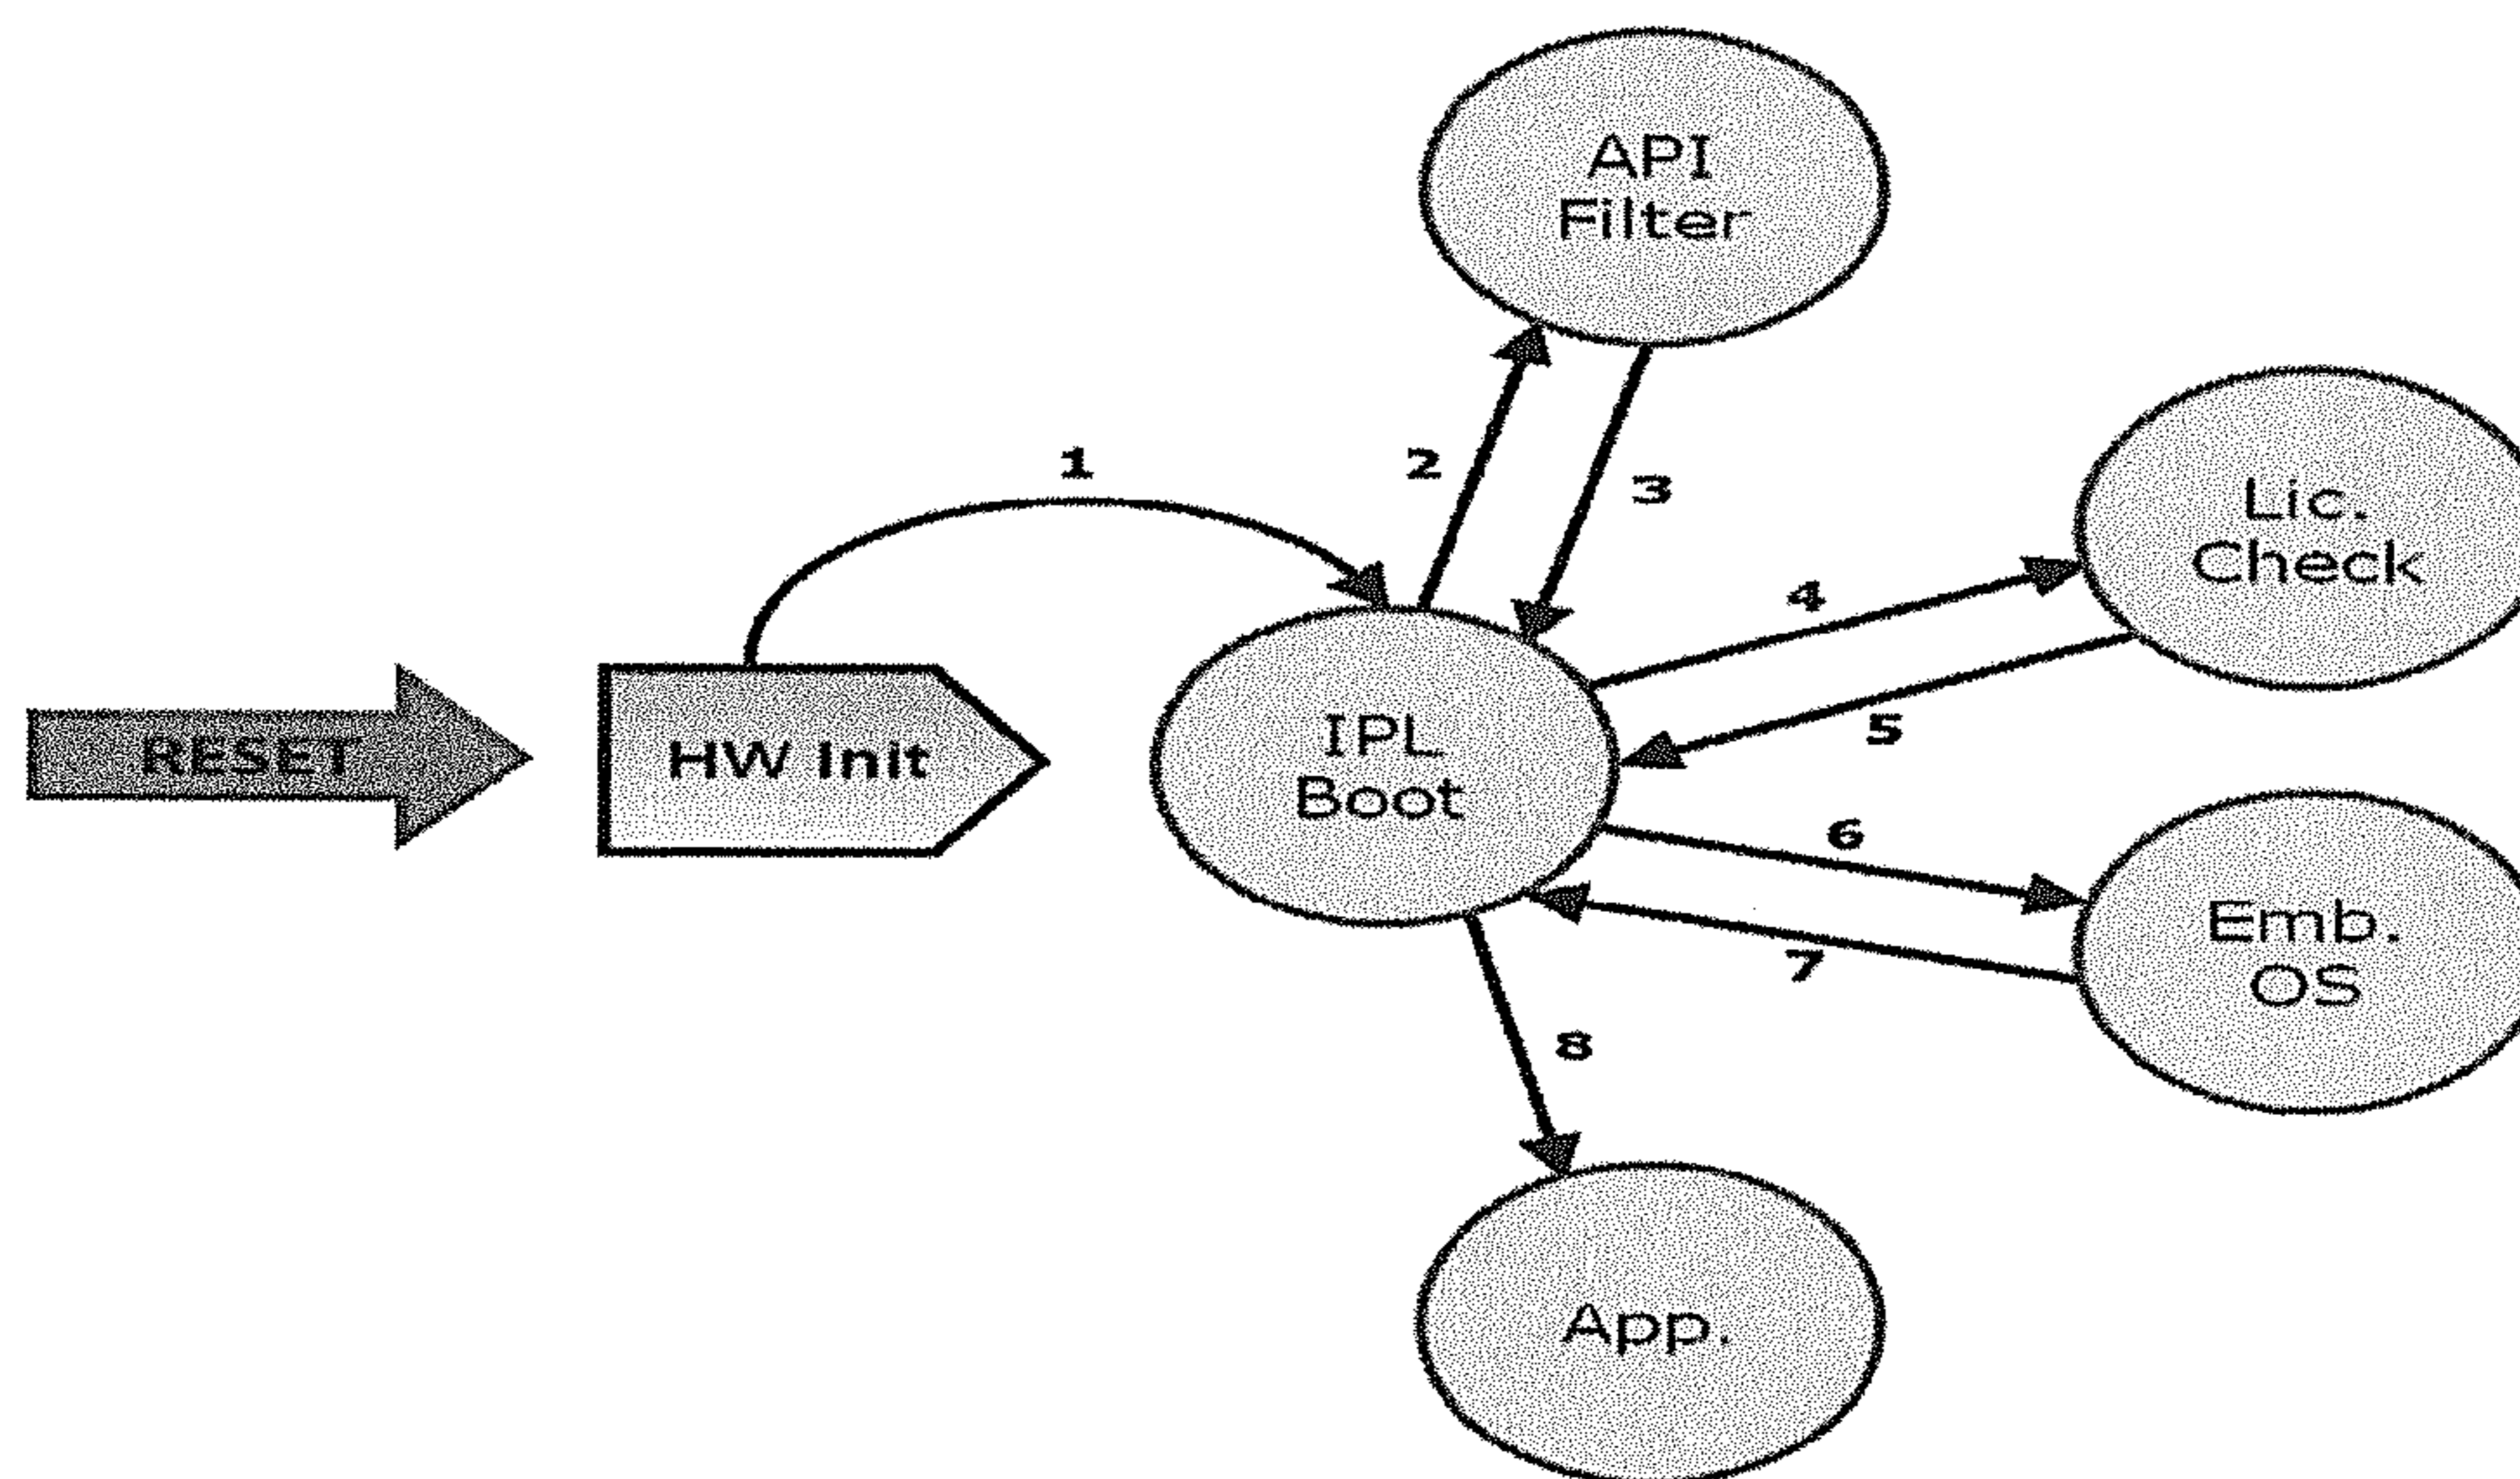 API
Filter
1
2
3
Lic.
Check
4
5
RESET
HW Init
IPL
Boot
6
7
Emb.
OS
8
App.